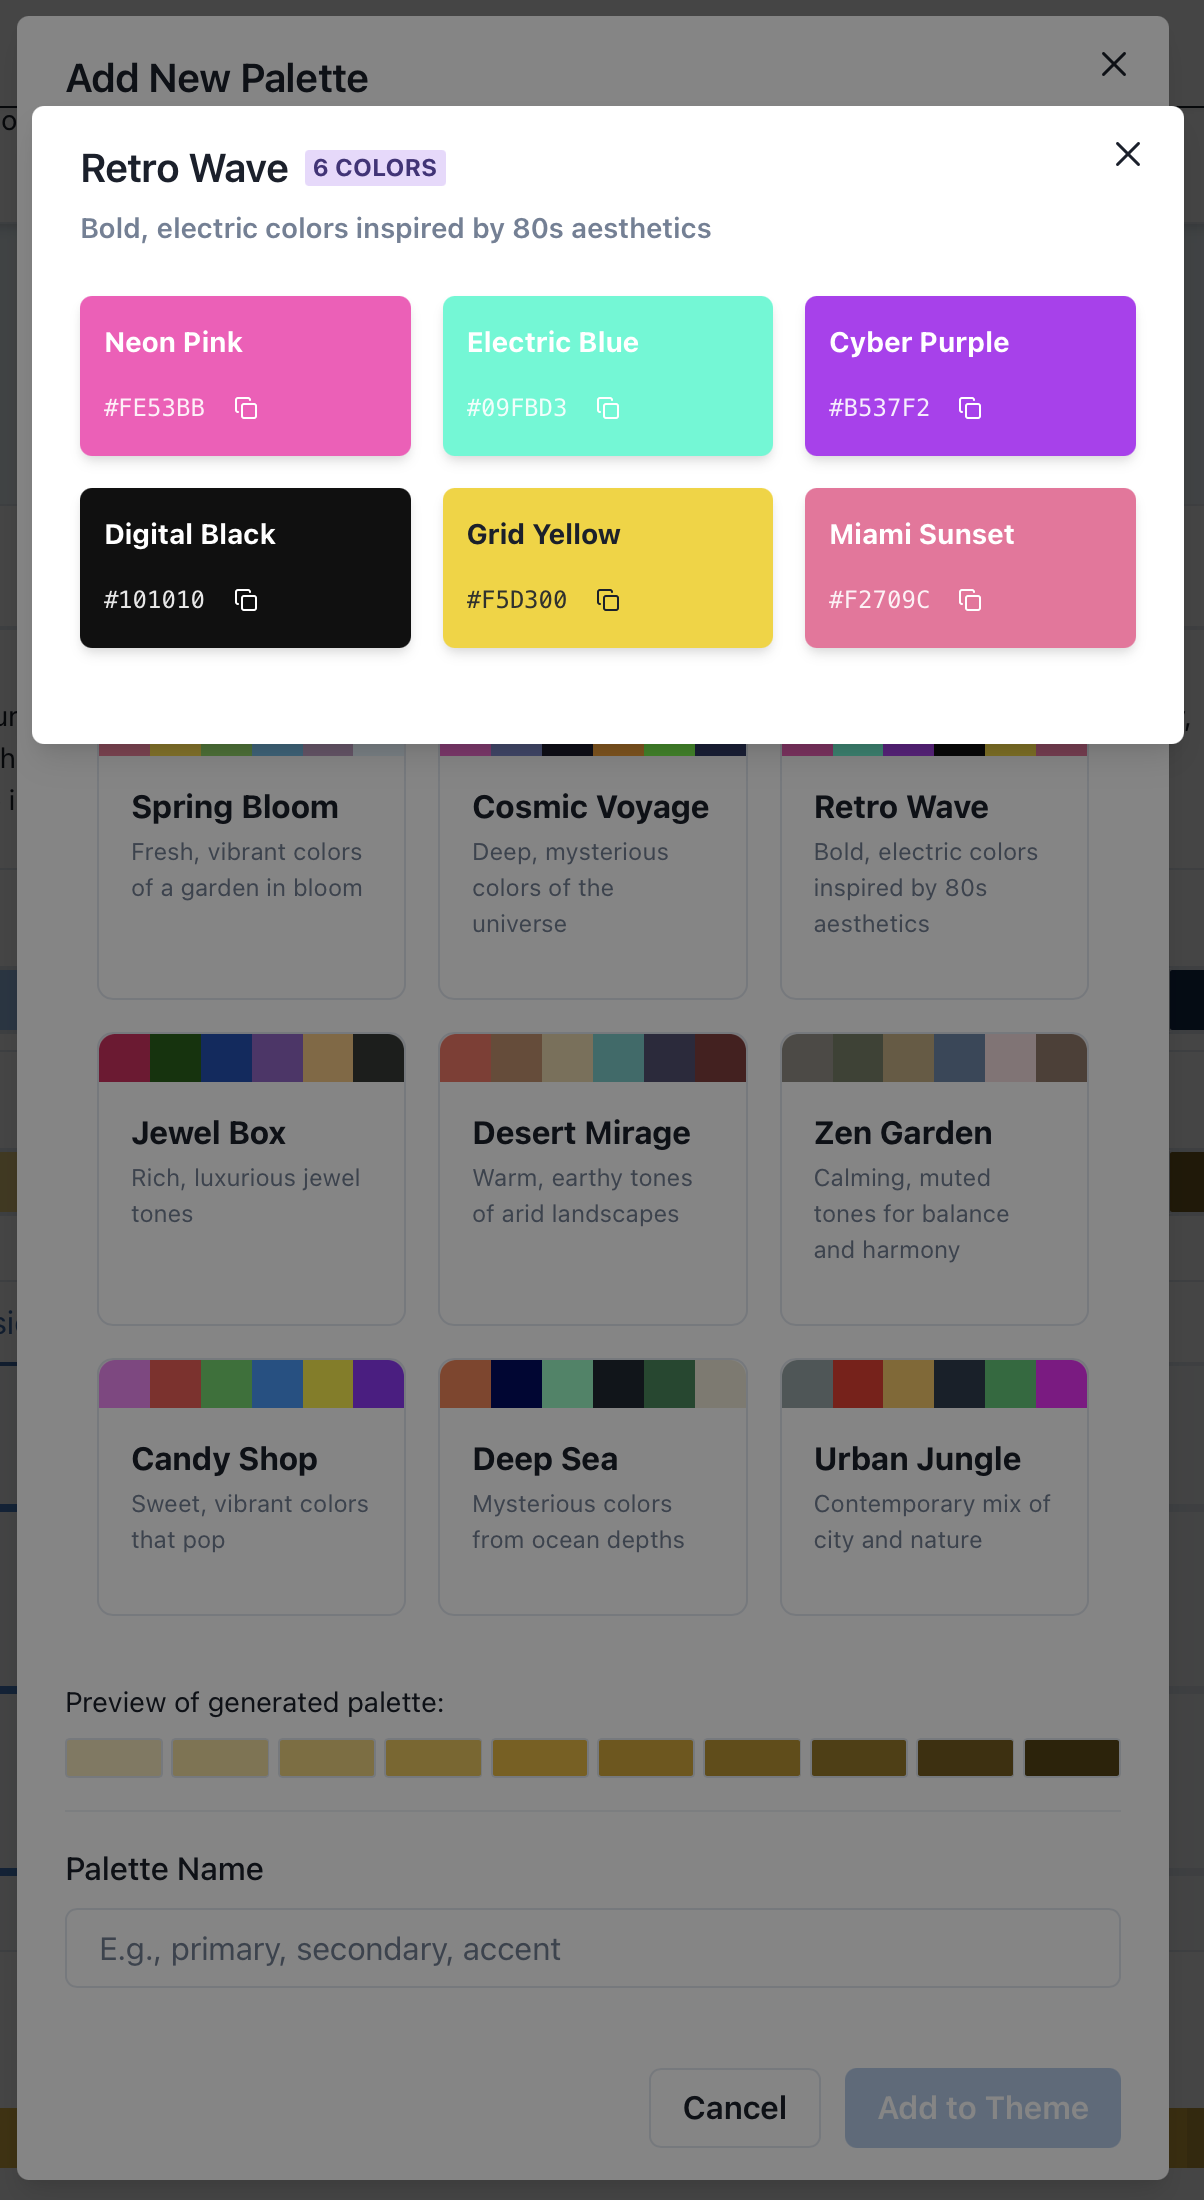 Add New Palette
Retro Wave 6 COLORS
Bold, electric colors inspired by 80s aesthetics
Neon Pink
#FE53BB
Electric Blue
#09FBD3
Cyber Purple
#B537F2
Digital Black
#101010
Grid Yellow
#F5D300
Miami Sunset
#F2709C
Spring Bloom
Fresh, vibrant colors
of a garden in bloom
Cosmic Voyage
Deep, mysterious
colors of the
universe
Retro Wave
Bold, electric colors
inspired by 80s
aesthetics
Jewel Box
Rich, luxurious jewel
tones
Desert Mirage
Warm, earthy tones
of arid landscapes
Zen Garden
Calming, muted
tones for balance
and harmony
Candy Shop
Sweet, vibrant colors
that pop
Deep Sea
Mysterious colors
from ocean depths
Urban Jungle
Contemporary mix of
city and nature
Preview of generated palette:
Palette Name
E.g., primary, secondary, accent
Cancel
Add to Theme